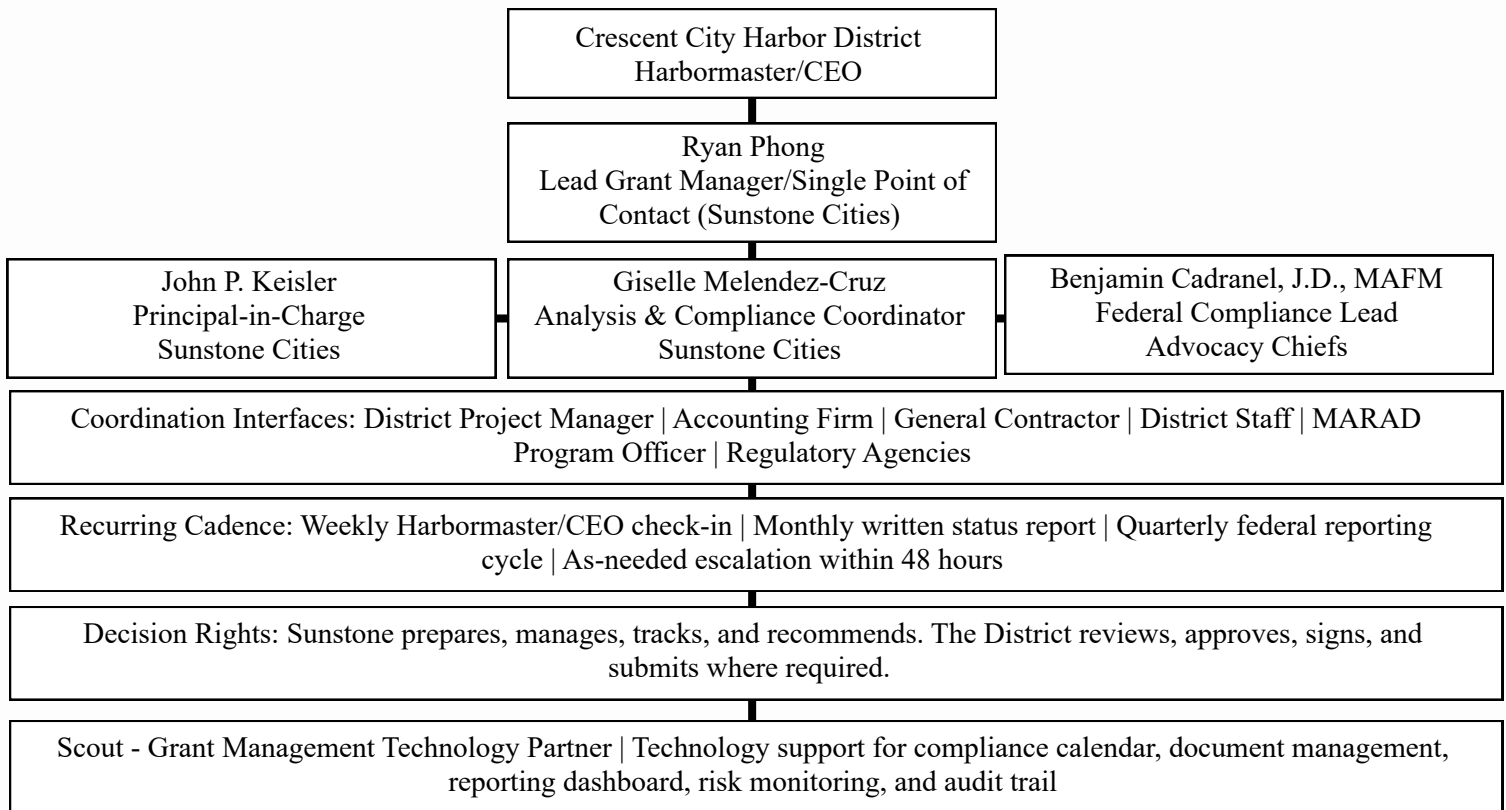 Crescent City Harbor District
Harbormaster/CEO
Ryan Phong
Lead Grant Manager/Single Point of
Contact (Sunstone Cities)
John P. Keisler
Principal-in-Charge
Sunstone Cities
Giselle Melendez-Cruz
Analysis & Compliance Coordinator
Sunstone Cities
Benjamin Cadranel, J.D., MAFM
Federal Compliance Lead
Advocacy Chiefs
Coordination Interfaces: District Project Manager | Accounting Firm | General Contractor | District Staff | MARAD
Program Officer | Regulatory Agencies
Recurring Cadence: Weekly Harbormaster/CEO check-in | Monthly written status report | Quarterly federal reporting
cycle | As-needed escalation within 48 hours
Decision Rights: Sunstone prepares, manages, tracks, and recommends. The District reviews, approves, signs, and
submits where required.
Scout - Grant Management Technology Partner | Technology support for compliance calendar, document management,
reporting dashboard, risk monitoring, and audit trail